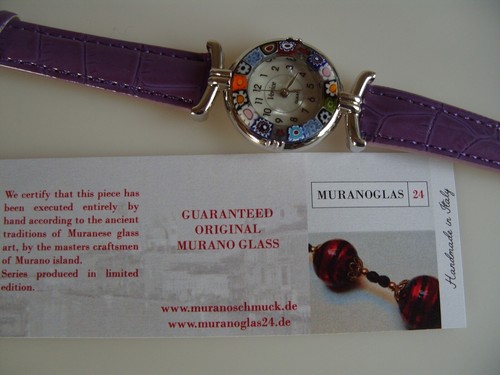 We certify that this piece has
been executed entirely by
hand according to the ancient
traditions of Muranese glass
art, by the masters craftsmen
of Murano island.
Series produced in limited
edition.
GUARANTEED
ORIGINAL
MURANO GLASS
www.muranoschmuck.de
www.muranoglas24.de
MURANOGLAS 24
Handmade in Italy